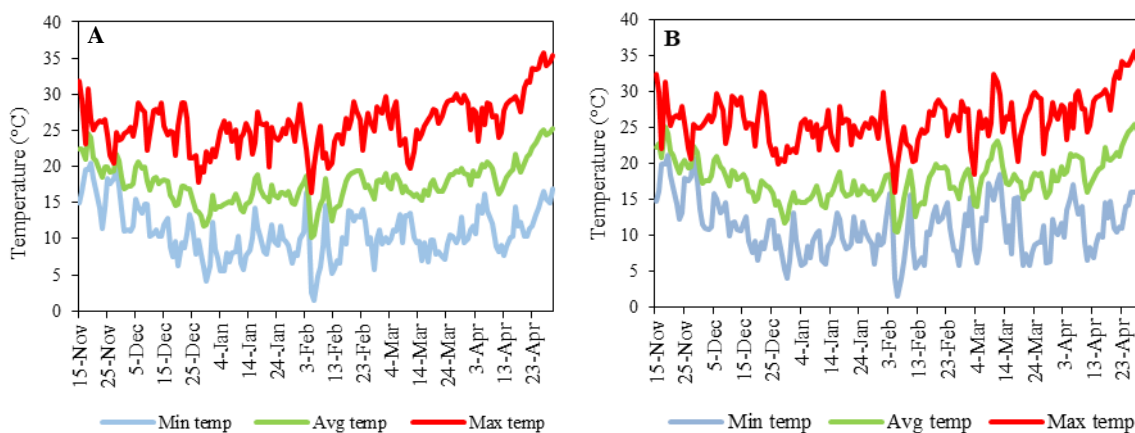 A
Temperature (°C)
40
35
30
25
20
15
10
5
0
15-Nov
25-Nov
5-Dec
15-Dec
25-Dec
4-Jan
14-Jan
24-Jan
3-Feb
13-Feb
23-Feb
4-Mar
14-Mar
24-Mar
3-Apr
13-Apr
23-Apr
Min temp Avg temp Max temp
B
Temperature (°C)
40
35
30
25
20
15
10
5
0
15-Nov
25-Nov
5-Dec
15-Dec
25-Dec
4-Jan
14-Jan
24-Jan
3-Feb
13-Feb
23-Feb
4-Mar
14-Mar
24-Mar
3-Apr
13-Apr
23-Apr
Min temp Avg temp Max temp